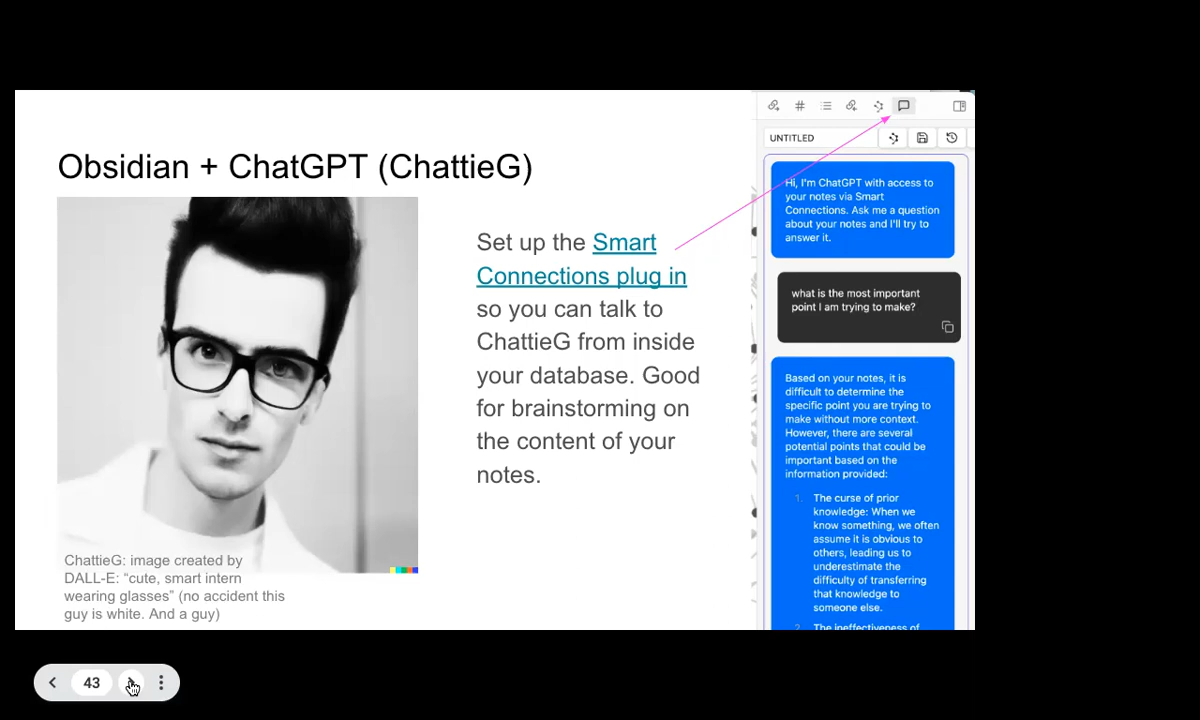 Obsidian + ChatGPT (ChattieG)
Set up the Smart
Connections plug in
so you can talk to
ChattieG from inside
your database. Good
for brainstorming on
the content of your
notes.
ChattieG: image created by
DALL-E: “cute, smart intern
wearing glasses” (no accident this
guy is white. And a guy)
UNTITLED
Hi, I'm ChatGPT with access to
your notes via Smart
Connections. Ask me a question
about your notes and I'll try to
answer it.
what is the most important
point I am trying to make?
Based on your notes, it is
difficult to determine the
specific point you are trying to
make without more context.
However, there are several
potential points that could be
important based on the
information provided:
1. The curse of prior
knowledge: When we
know something, we often
assume it is obvious to
others, leading us to
underestimate the
difficulty of transferring
that knowledge to
someone else.
2. The ineffectiveness of
43